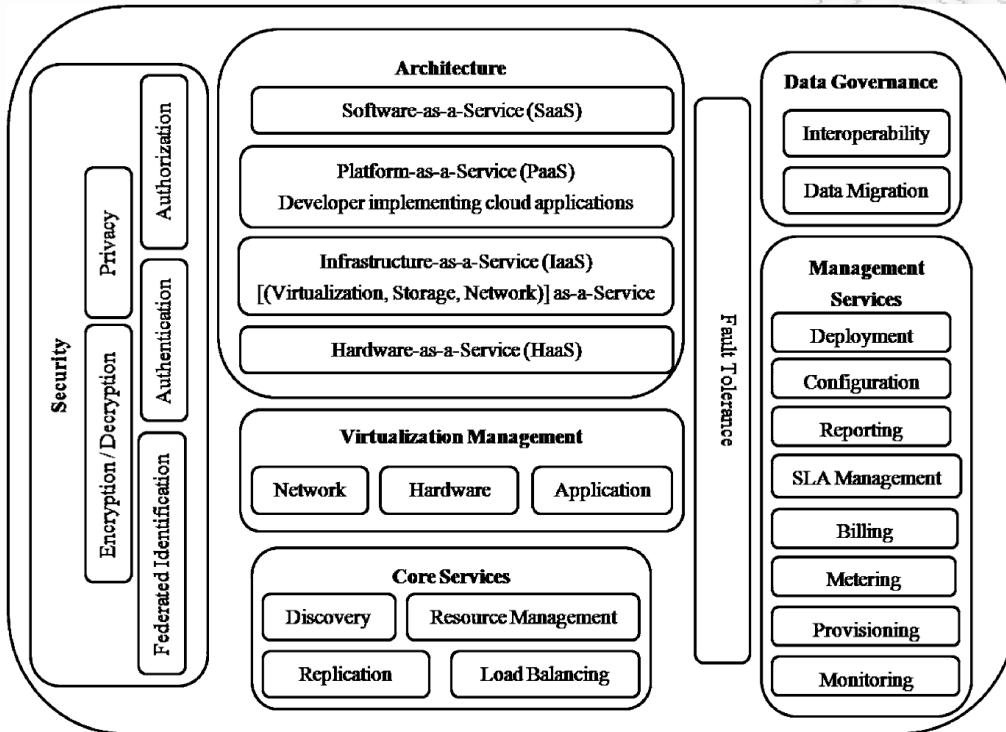 Security
Privacy
Encryption / Decryption
Authorization
Authentication
Federated Identification
Architecture
Software-as-a-Service (SaaS)
Platform-as-a-Service (PaaS)
Developer implementing cloud applications
Infrastructure-as-a-Service (IaaS)
[(Virtualization, Storage, Network)] as-a-Service
Hardware-as-a-Service (HaaS)
Virtualization Management
Network
Hardware
Application
Core Services
Discovery
Resource Management
Replication
Load Balancing
Fault Tolerance
Data Governance
Interoperability
Data Migration
Management
Services
Deployment
Configuration
Reporting
SLA Management
Billing
Metering
Provisioning
Monitoring